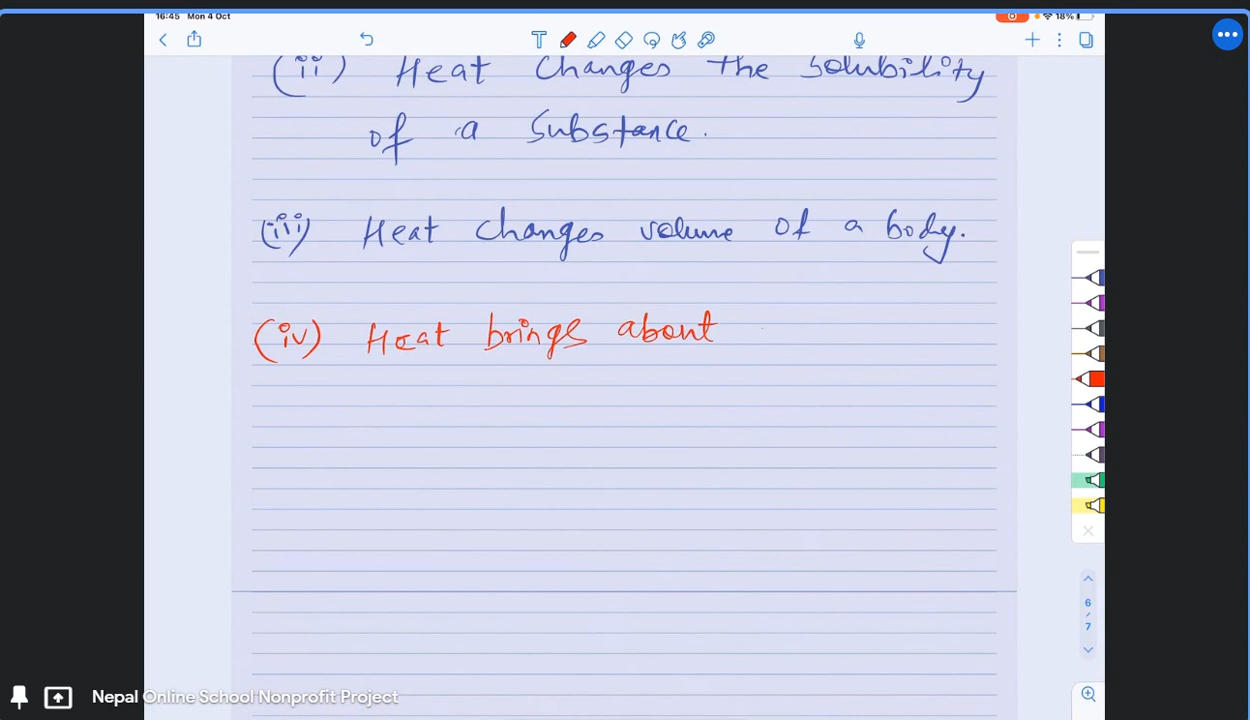 16:45 Mon 4 Oct
18%
(ii) Heat Changes the Solubility
of a Substance.
(iii) Heat changes volume of a body.
(iv) Heat brings about
6
/
7
Nepal Online School Nonprofit Project